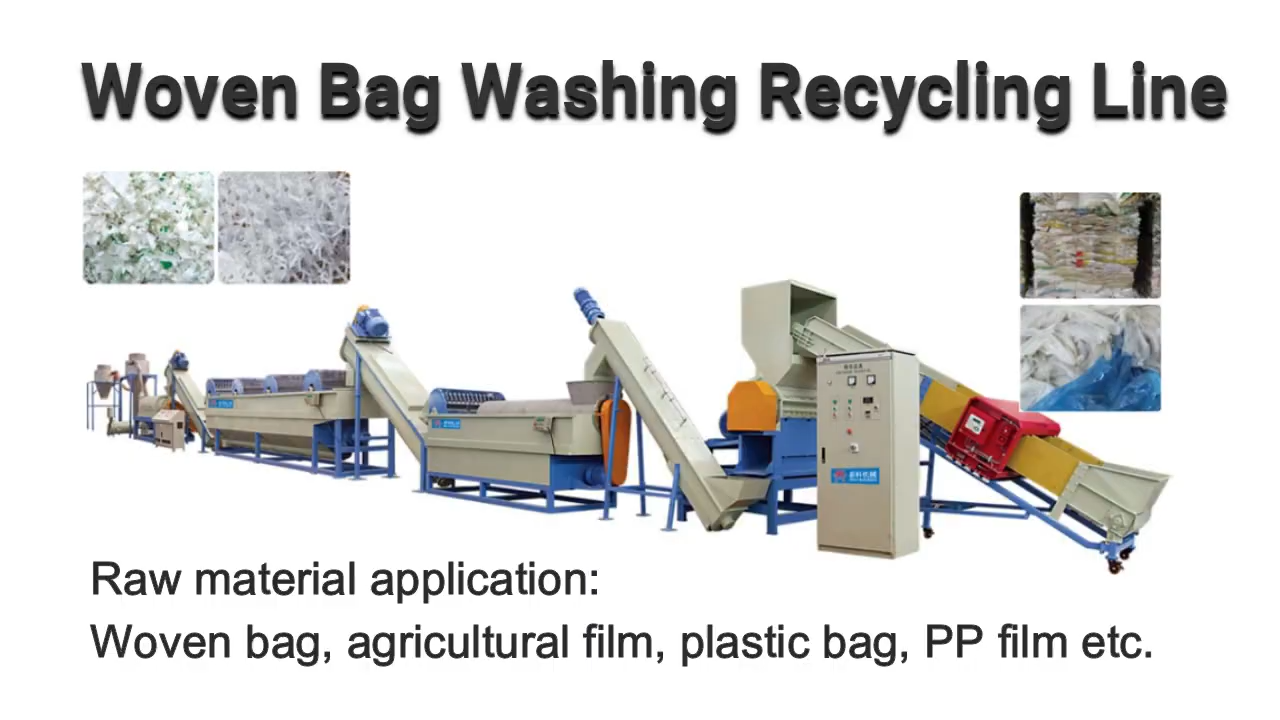 Woven Bag Washing Recycling Line
Raw material application:
Woven bag, agricultural film, plastic bag, PP film etc.